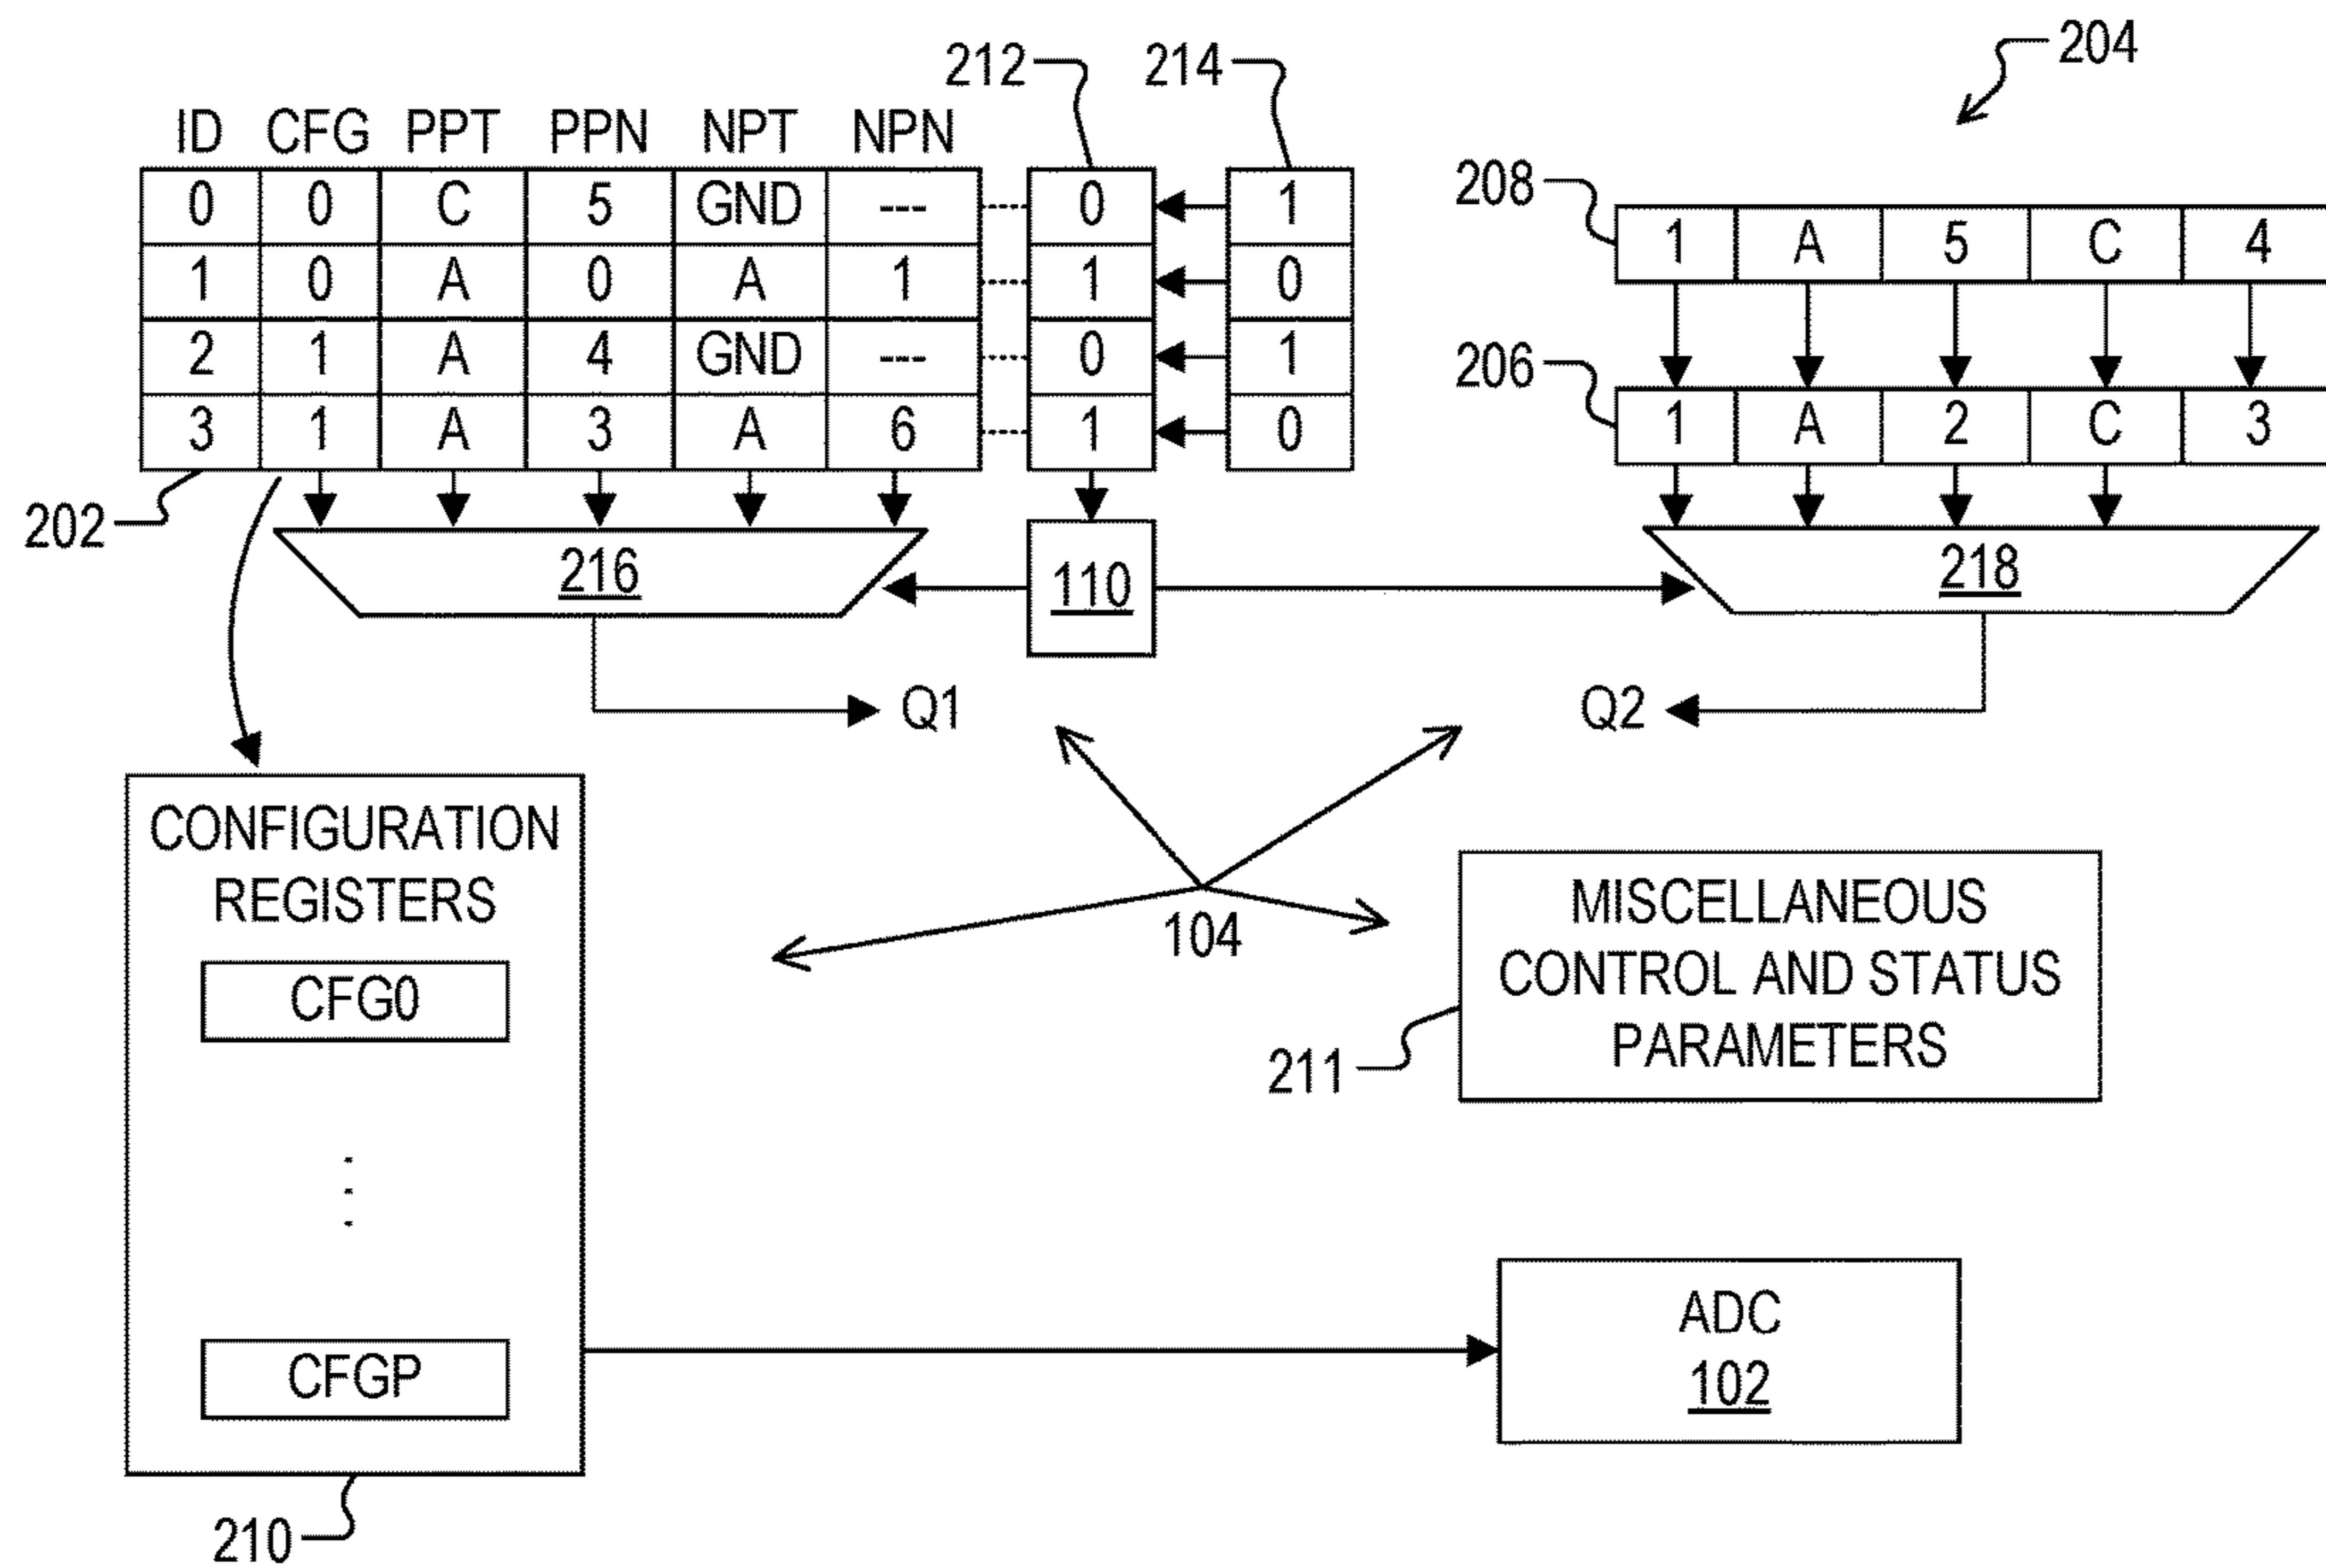 212 214 204
ID CFG PPT PPN NPT NPN
0 0 C 5 GND --- 0 1
208 1 A 5 C 4
1 0 A 0 A 1 1 0
2 1 A 4 GND --- 0 1
206 1 A 2 C 3
3 1 A 3 A 6 1 0
202
216 110 218
Q1 Q2
CONFIGURATION
REGISTERS
CFG0
CFGP
210
104
MISCELLANEOUS
CONTROL AND STATUS
PARAMETERS
211
ADC
102